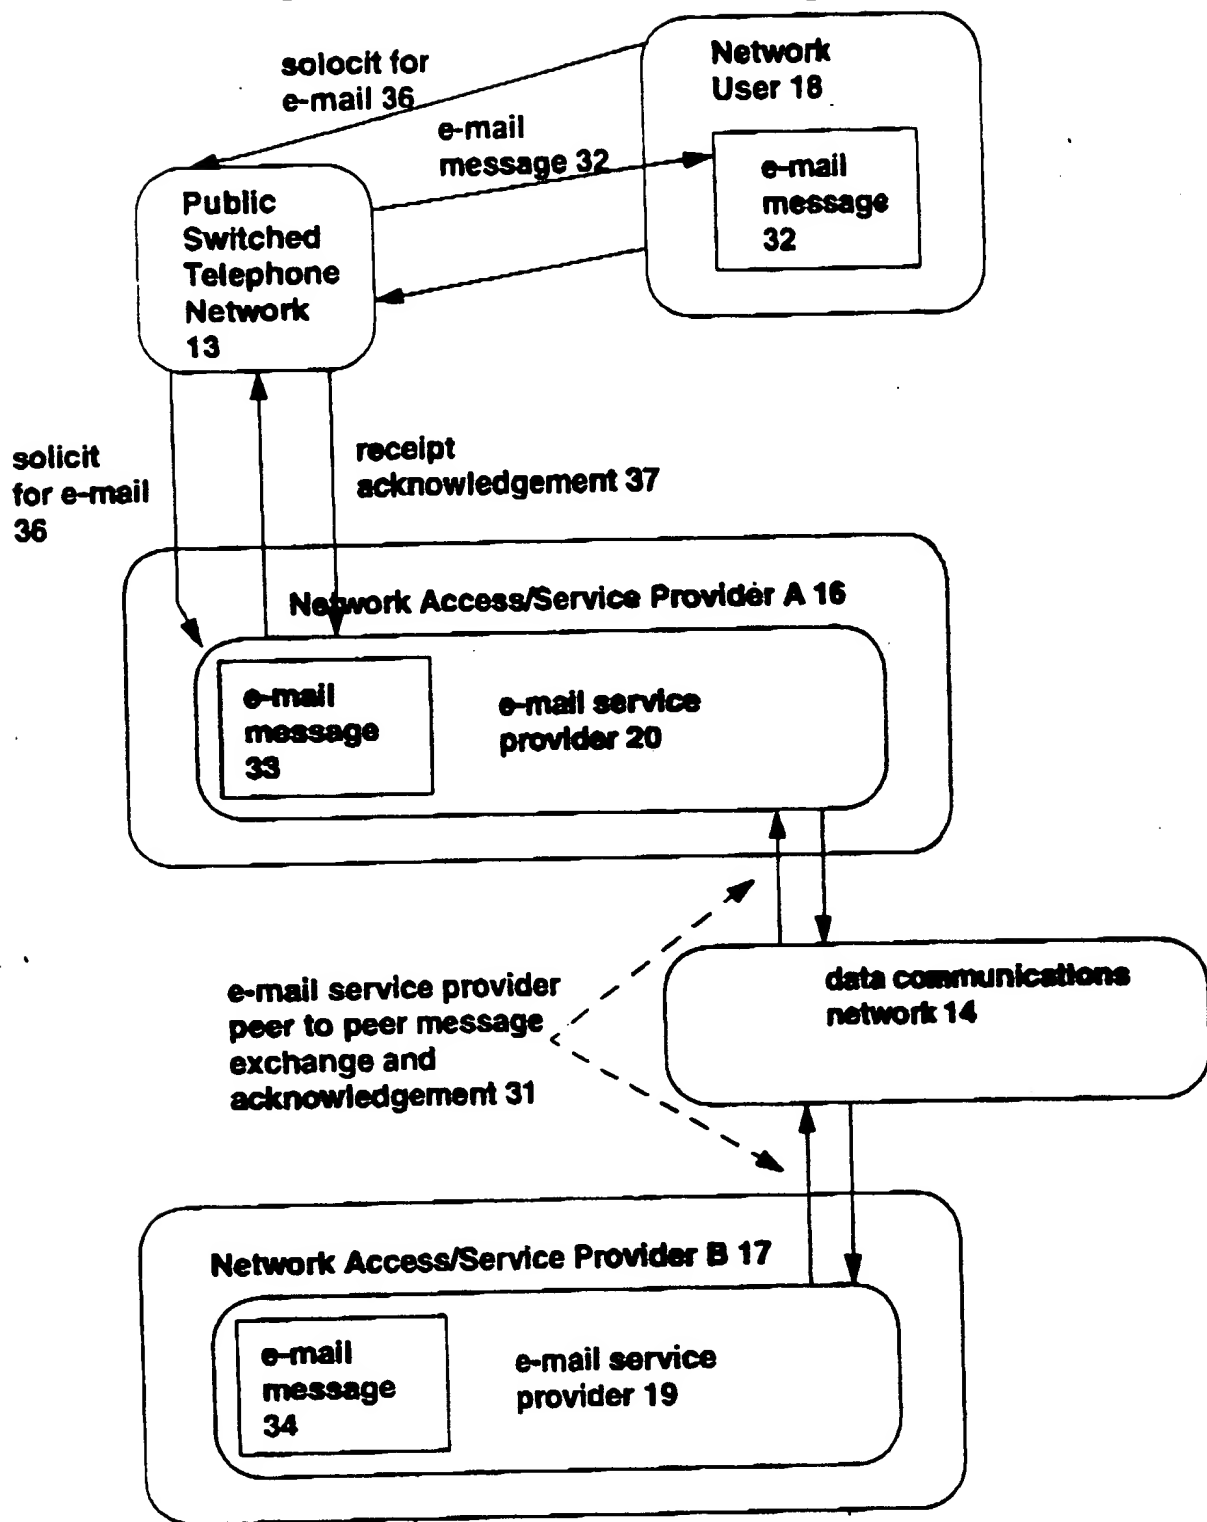 solocit for
e-mail 36
Network
User 18
e-mail
message 32
e-mail
message
32
Public
Switched
Telephone
Network
13
solicit
for e-mail
36
receipt
acknowledgement 37
Network Access/Service Provider A 16
e-mail
message
33
e-mail service
provider 20
data communications
network 14
e-mail service provider
peer to peer message
exchange and
acknowledgement 31
Network Access/Service Provider B 17
e-mail
message
34
e-mail service
provider 19